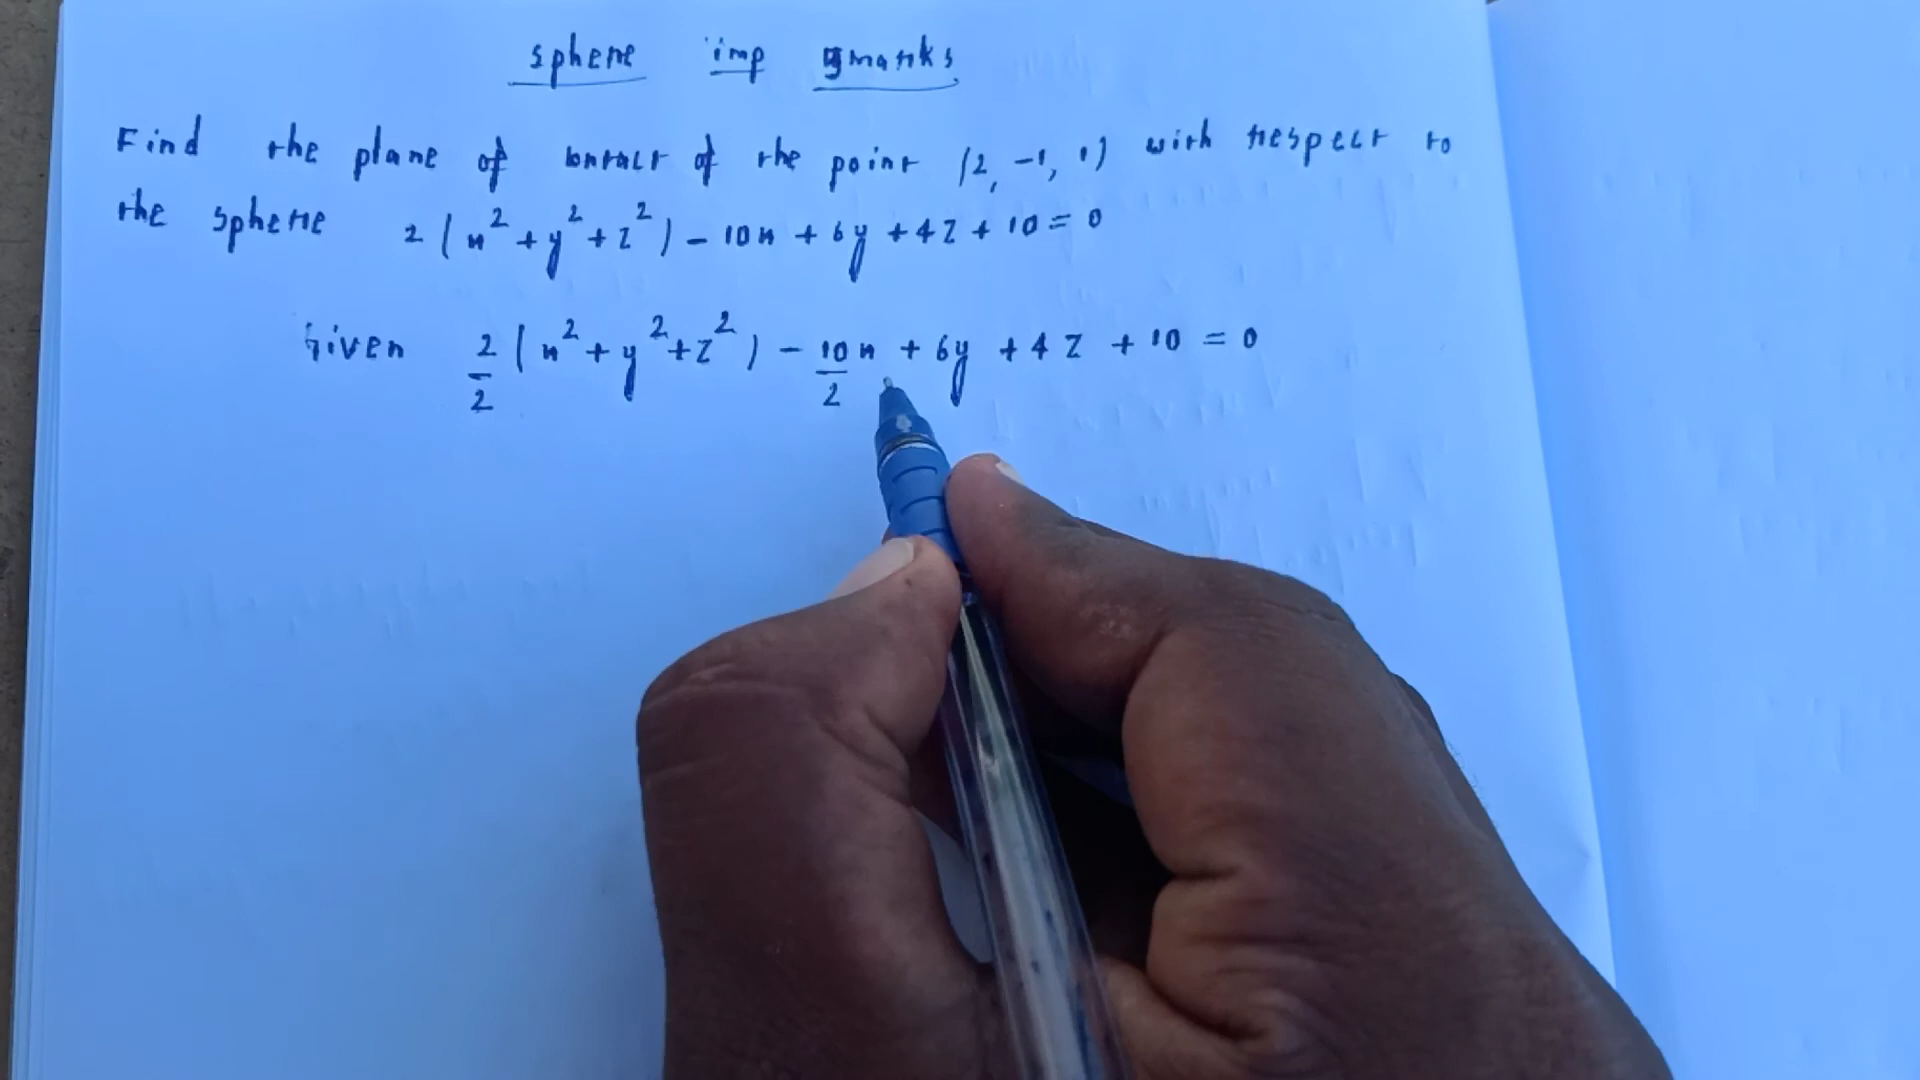 sphere imp 5marks
Find the plane of contact of the point (2, -1, 1) with respect to
the sphere 2(x²+y²+z²)-10x+6y+4z+10=0
Given 2/2(x²+y²+z²)-10/2x+6y+4z+10=0